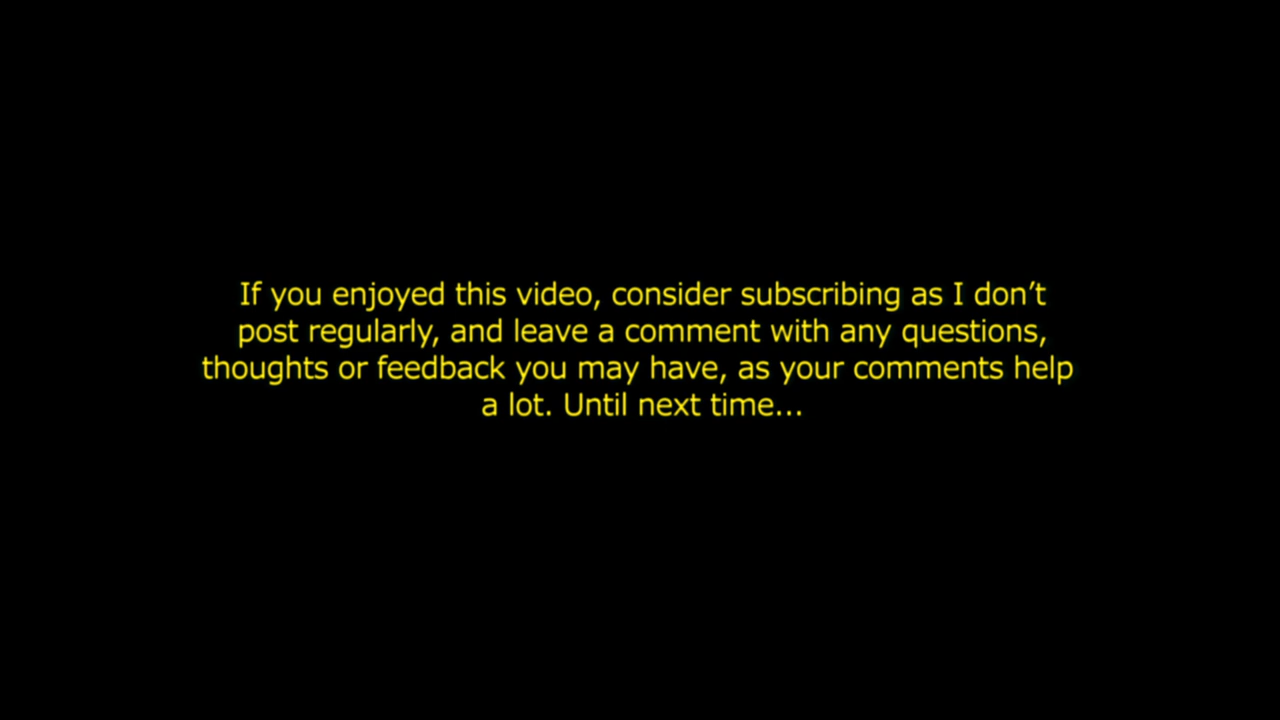 If you enjoyed this video, consider subscribing as I don’t
post regularly, and leave a comment with any questions,
thoughts or feedback you may have, as your comments help
a lot. Until next time...